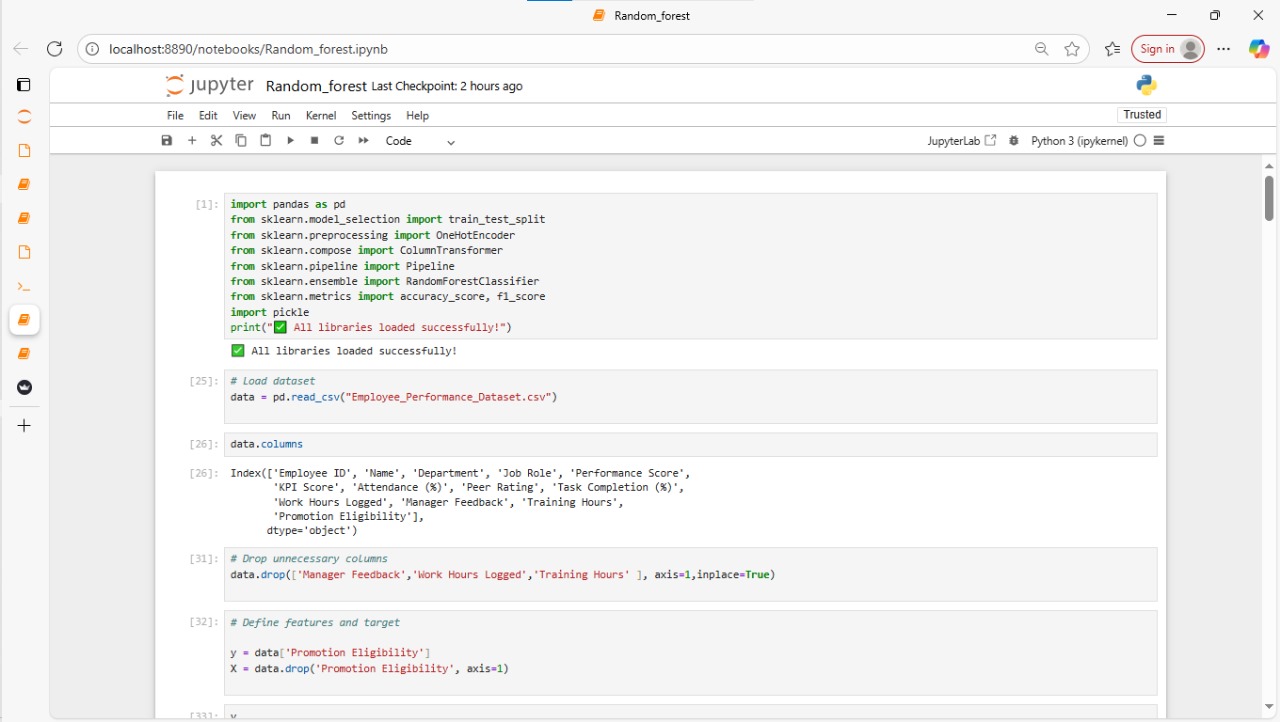 Random_forest
localhost:8890/notebooks/Random_forest.ipynb
Sign in
jupyter Random_forest Last Checkpoint: 2 hours ago
File Edit View Run Kernel Settings Help
Trusted
Code
JupyterLab Python 3 (ipykernel)
[1]: import pandas as pd
from sklearn.model_selection import train_test_split
from sklearn.preprocessing import OneHotEncoder
from sklearn.compose import ColumnTransformer
from sklearn.pipeline import Pipeline
from sklearn.ensemble import RandomForestClassifier
from sklearn.metrics import accuracy_score, f1_score
import pickle
print("✅ All libraries loaded successfully!")
✅ All libraries loaded successfully!
[25]: # Load dataset
data = pd.read_csv("Employee_Performance_Dataset.csv")
[26]: data.columns
[26]: Index(['Employee ID', 'Name', 'Department', 'Job Role', 'Performance Score',
'KPI Score', 'Attendance (%)', 'Peer Rating', 'Task Completion (%)',
'Work Hours Logged', 'Manager Feedback', 'Training Hours',
'Promotion Eligibility'],
dtype='object')
[31]: # Drop unnecessary columns
data.drop(['Manager Feedback','Work Hours Logged','Training Hours' ], axis=1,inplace=True)
[32]: # Define features and target
y = data['Promotion Eligibility']
X = data.drop('Promotion Eligibility', axis=1)
[33]: y